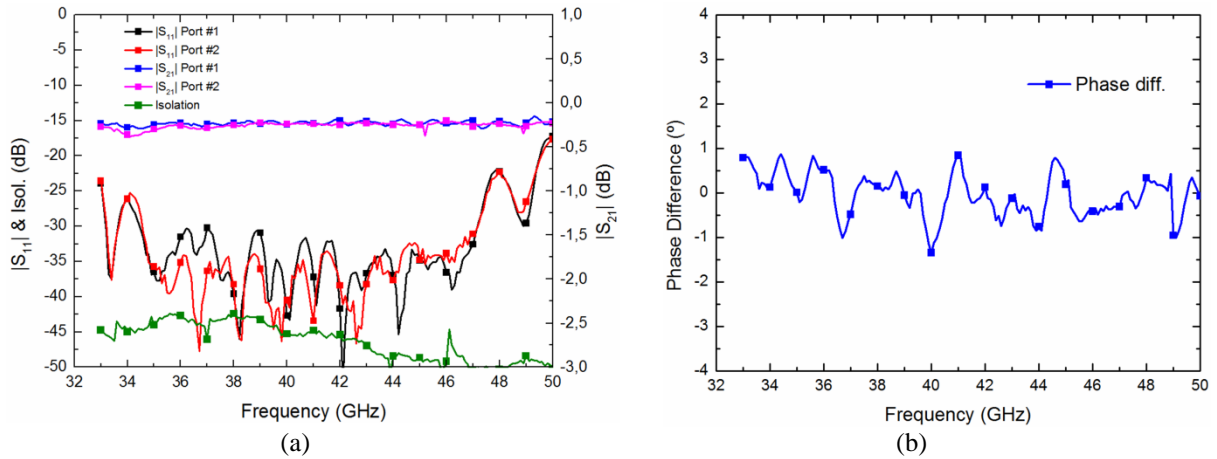 0
-5
-10
-15
-20
-25
-30
-35
-40
-45
-50
|S11| & Isol. (dB)
|S11| Port #1
|S11| Port #2
|S21| Port #1
|S21| Port #2
Isolation
1,0
0,5
0,0
-0,5
-1,0
-1,5
-2,0
-2,5
-3,0
|S21| (dB)
32 34 36 38 40 42 44 46 48 50
Frequency (GHz)
(a)
4
3
2
1
0
-1
-2
-3
-4
Phase Difference (º)
Phase diff.
32 34 36 38 40 42 44 46 48 50
Frequency (GHz)
(b)